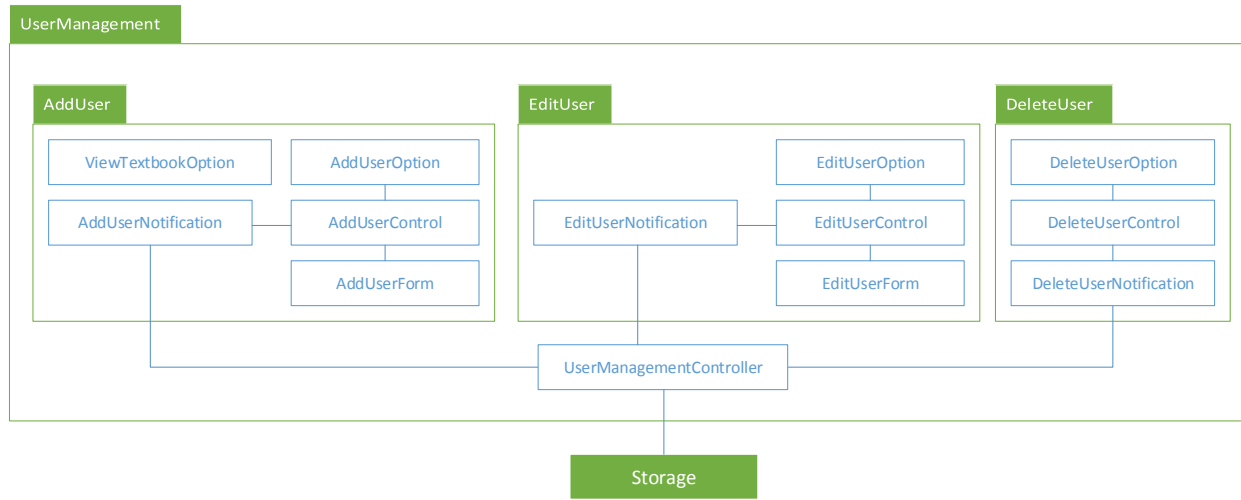 UserManagement
AddUser
EditUser
DeleteUser
ViewTextbookOption
AddUserOption
EditUserOption
DeleteUserOption
AddUserNotification
AddUserControl
EditUserNotification
EditUserControl
DeleteUserControl
AddUserForm
EditUserForm
DeleteUserNotification
UserManagementController
Storage